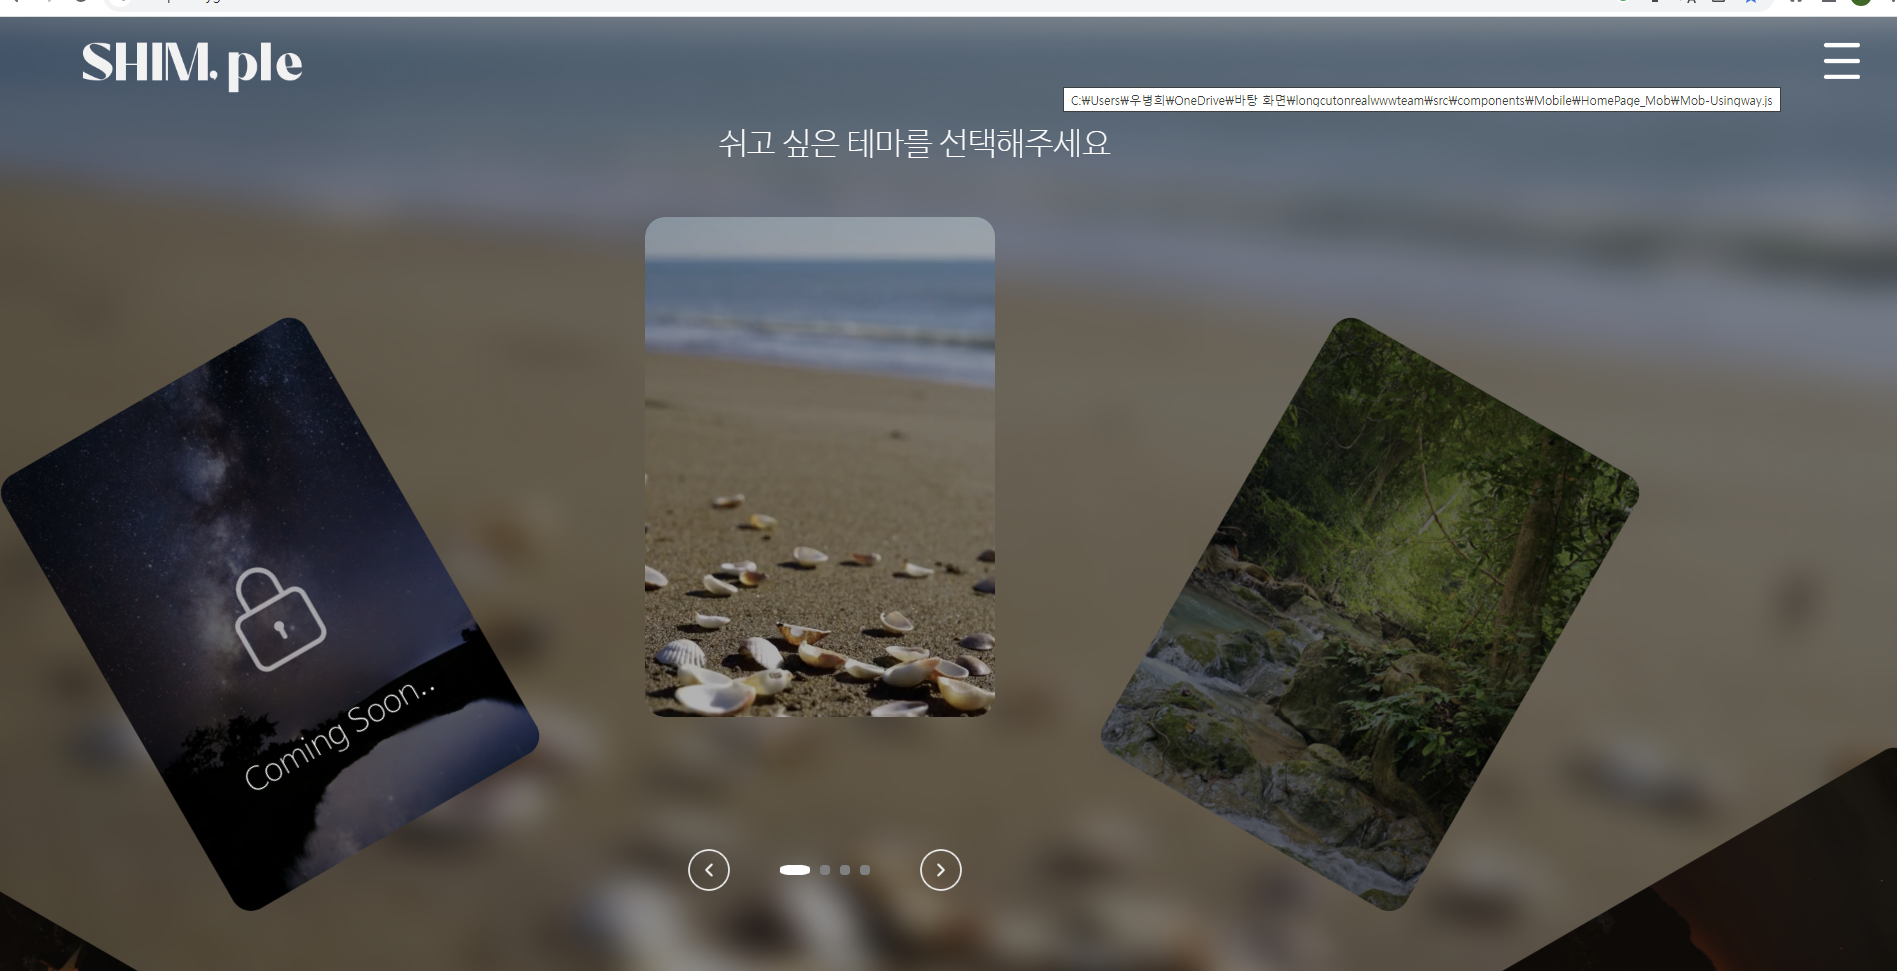 SHIM, ple
C:₩Users₩우병희₩OneDrive₩바탕 화면₩longcutonrealwwwteam₩src₩components₩Mobile₩HomePage_Mob₩Mob-Usingway.js
쉬고 싶은 테마를 선택해주세요
Coming Soon..